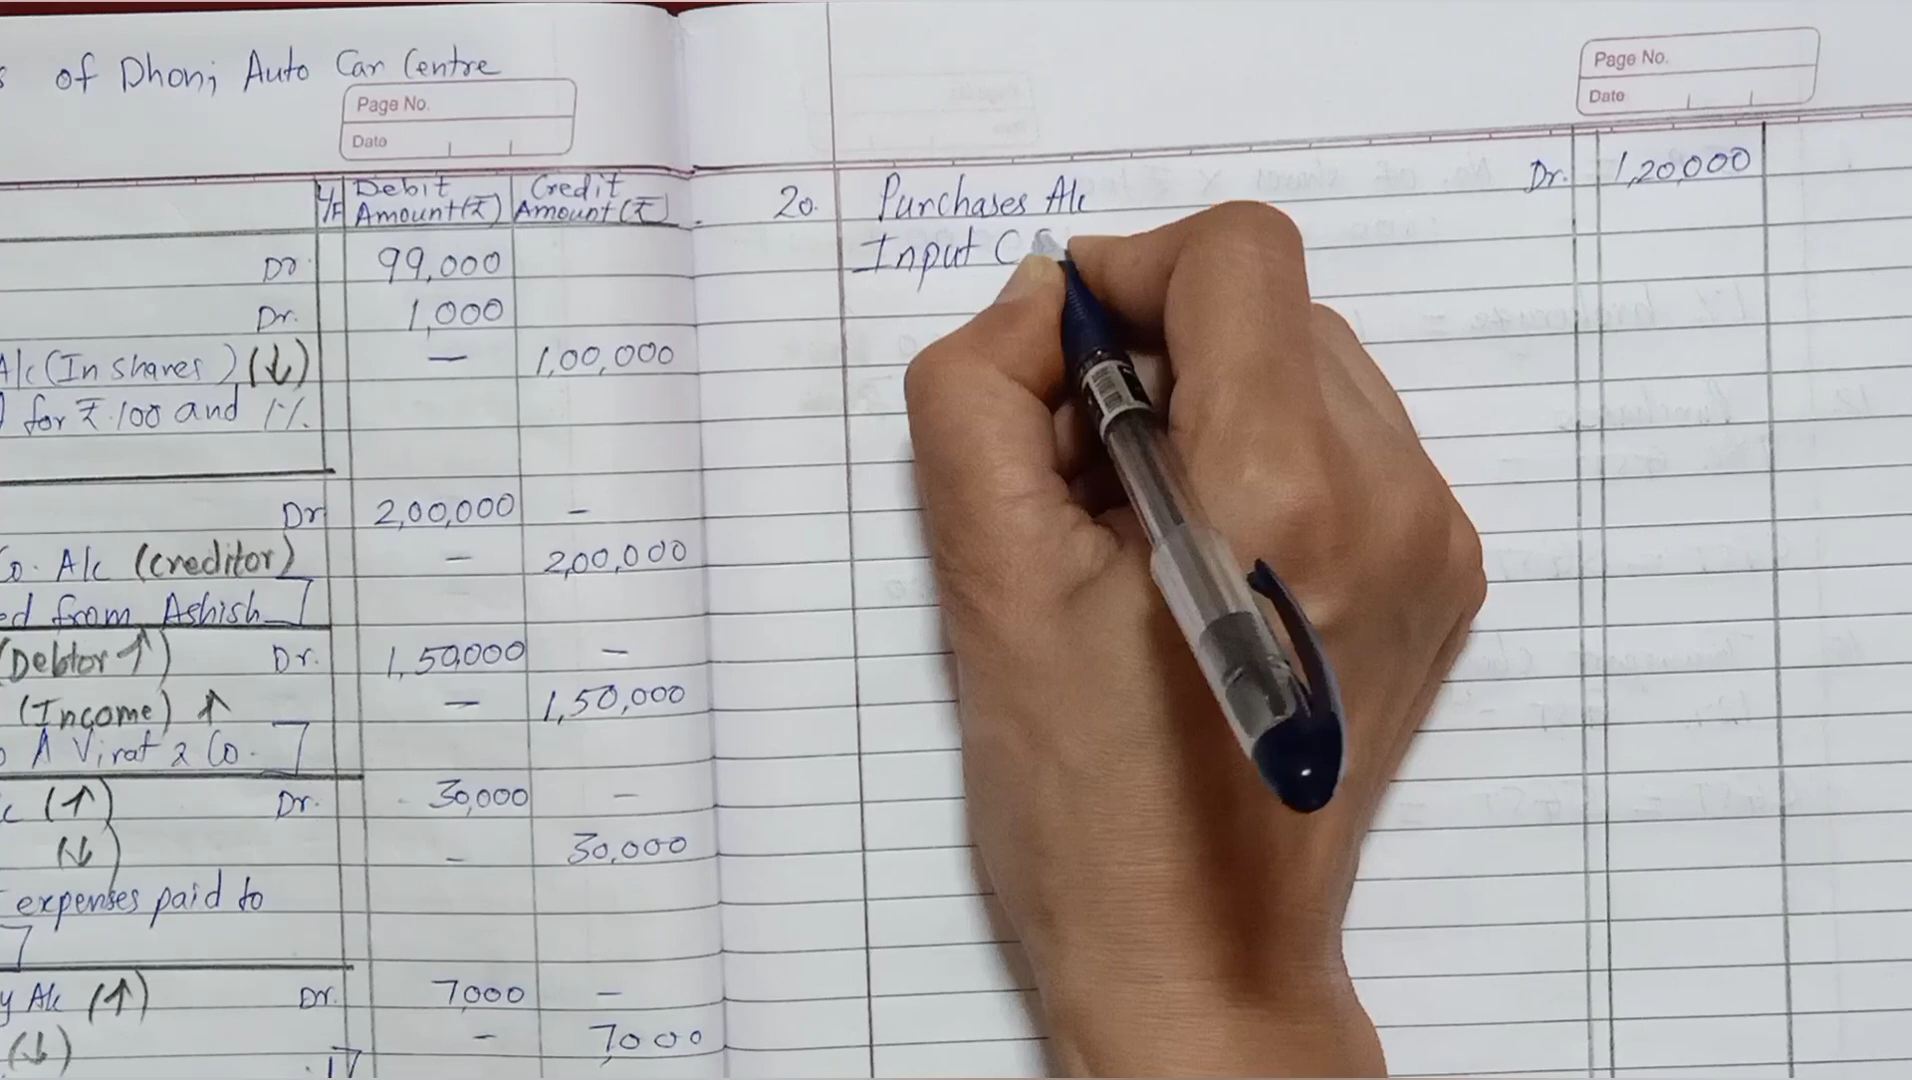 of Dhoni Auto Car Centre
Page No.
Date
L/F Debit Amount(₹) Credit Amount(₹)
Dr. 99,000
Dr. 1,000
A/c (In shares) (↓) — 1,00,000
for ₹.100 and 1%.
Dr 2,00,000 —
Co. A/c (creditor) — 2,00,000
ed from Ashish
(Debtor ↑) Dr. 1,50,000 —
(Income) ↑ — 1,50,000
A Virat & Co.
(↑) Dr. 30,000 —
(↓) — 30,000
expenses paid to
y A/c (↑) Dr. 7000 —
(↓) — 7000
Page No.
Date
20. Purchases A/c Dr. 1,20,000
Input